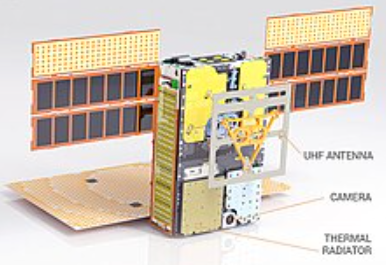 UHF ANTENNA
CAMERA
THERMAL
RADIATOR